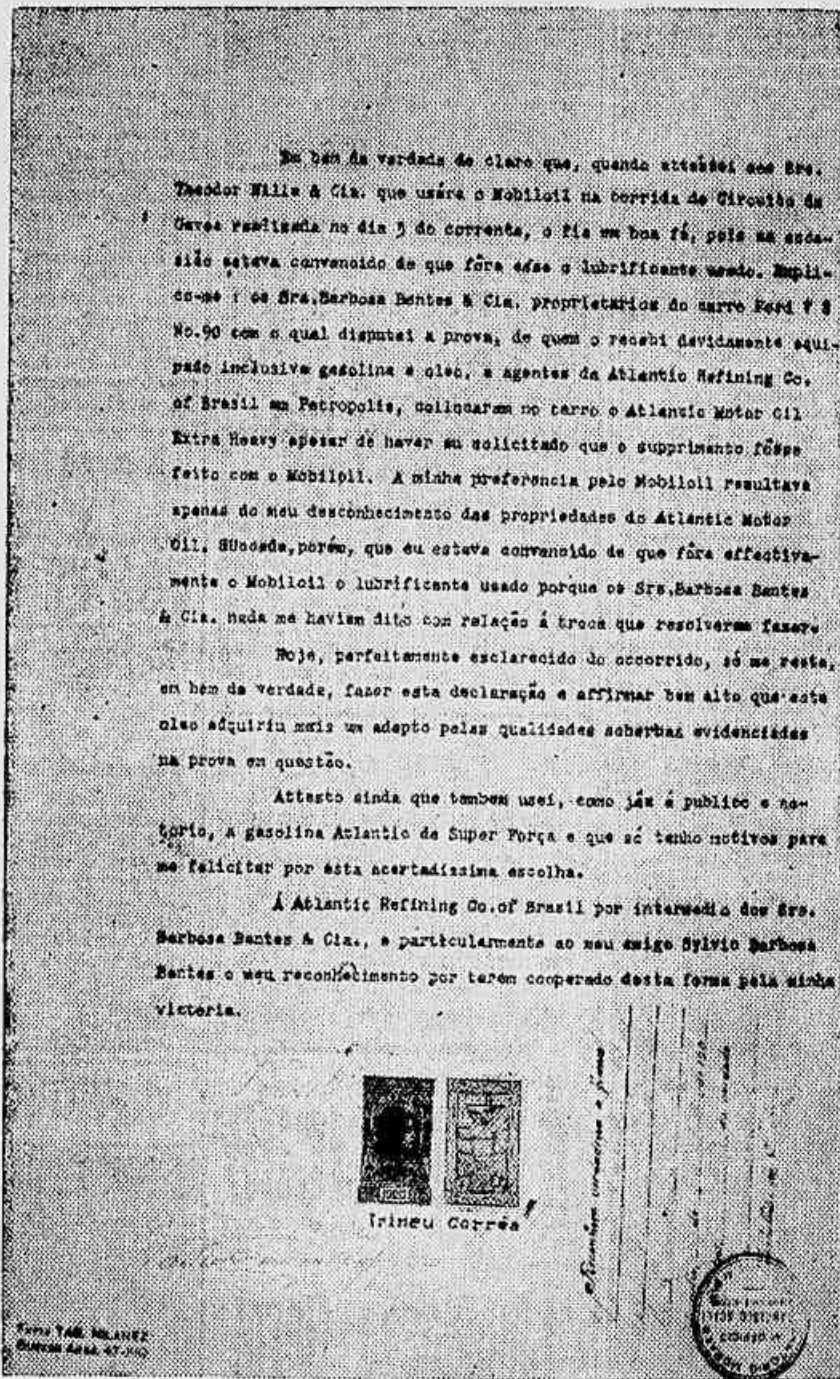 Em bem da verdade de claro que, quando attestei aos Srs.
Theodor Wille & Cia. que usára o Mobiloil na corrida do Circuito da
Gavea realizada no dia 3 do corrente, o fiz em boa fé, pois na occa-
sião estava convencido de que fôra esse o lubrificante usado. Expli-
co-me : os Srs.Barbosa Bentes & Cia. proprietarios do carro Ford V 8
No.90 com o qual disputei a prova, de quem o recebi devidamente equi-
pado inclusive gasolina e oleo, e agentes da Atlantic Refining Co.
of Brasil em Petropolis, collocaram no carro o Atlantic Motor Oil
Extra Heavy apezar de haver eu solicitado que o supprimento fôsse
feito com o Mobiloil. A minha preferencia pelo Mobiloil resultava
apenas do meu desconhecimento das propriedades do Atlantic Motor
Oil. SUccede,porém, que eu estava convencido de que fôra effectiva-
mente o Mobiloil o lubrificante usado porque os Srs.Barbosa Bentes
& Cia. nada me haviam dito com relação á troca que resolveram fazer.
Hoje, perfeitamente esclarecido do occorrido, só me resta,
em bem da verdade, fazer esta declaração e affirmar bem alto que este
oleo adquiriu mais um adepto pelas qualidades soberbas evidenciadas
na prova em questão.
Attesto ainda que tambem usei, como jáx é publico e no-
torio, a gasolina Atlantic de Super Força e que só tenho motivos para
me felicitar por esta acertadissima escolha.
Á Atlantic Refining Co.of Brasil por intermedio dos Srs.
Barbosa Bentes & Cia., e particularmente ao meu amigo Sylvio Barbosa
Bentes o meu reconhecimento por terem cooperado desta forma pela minha
victoria.
Irineu Corrêa